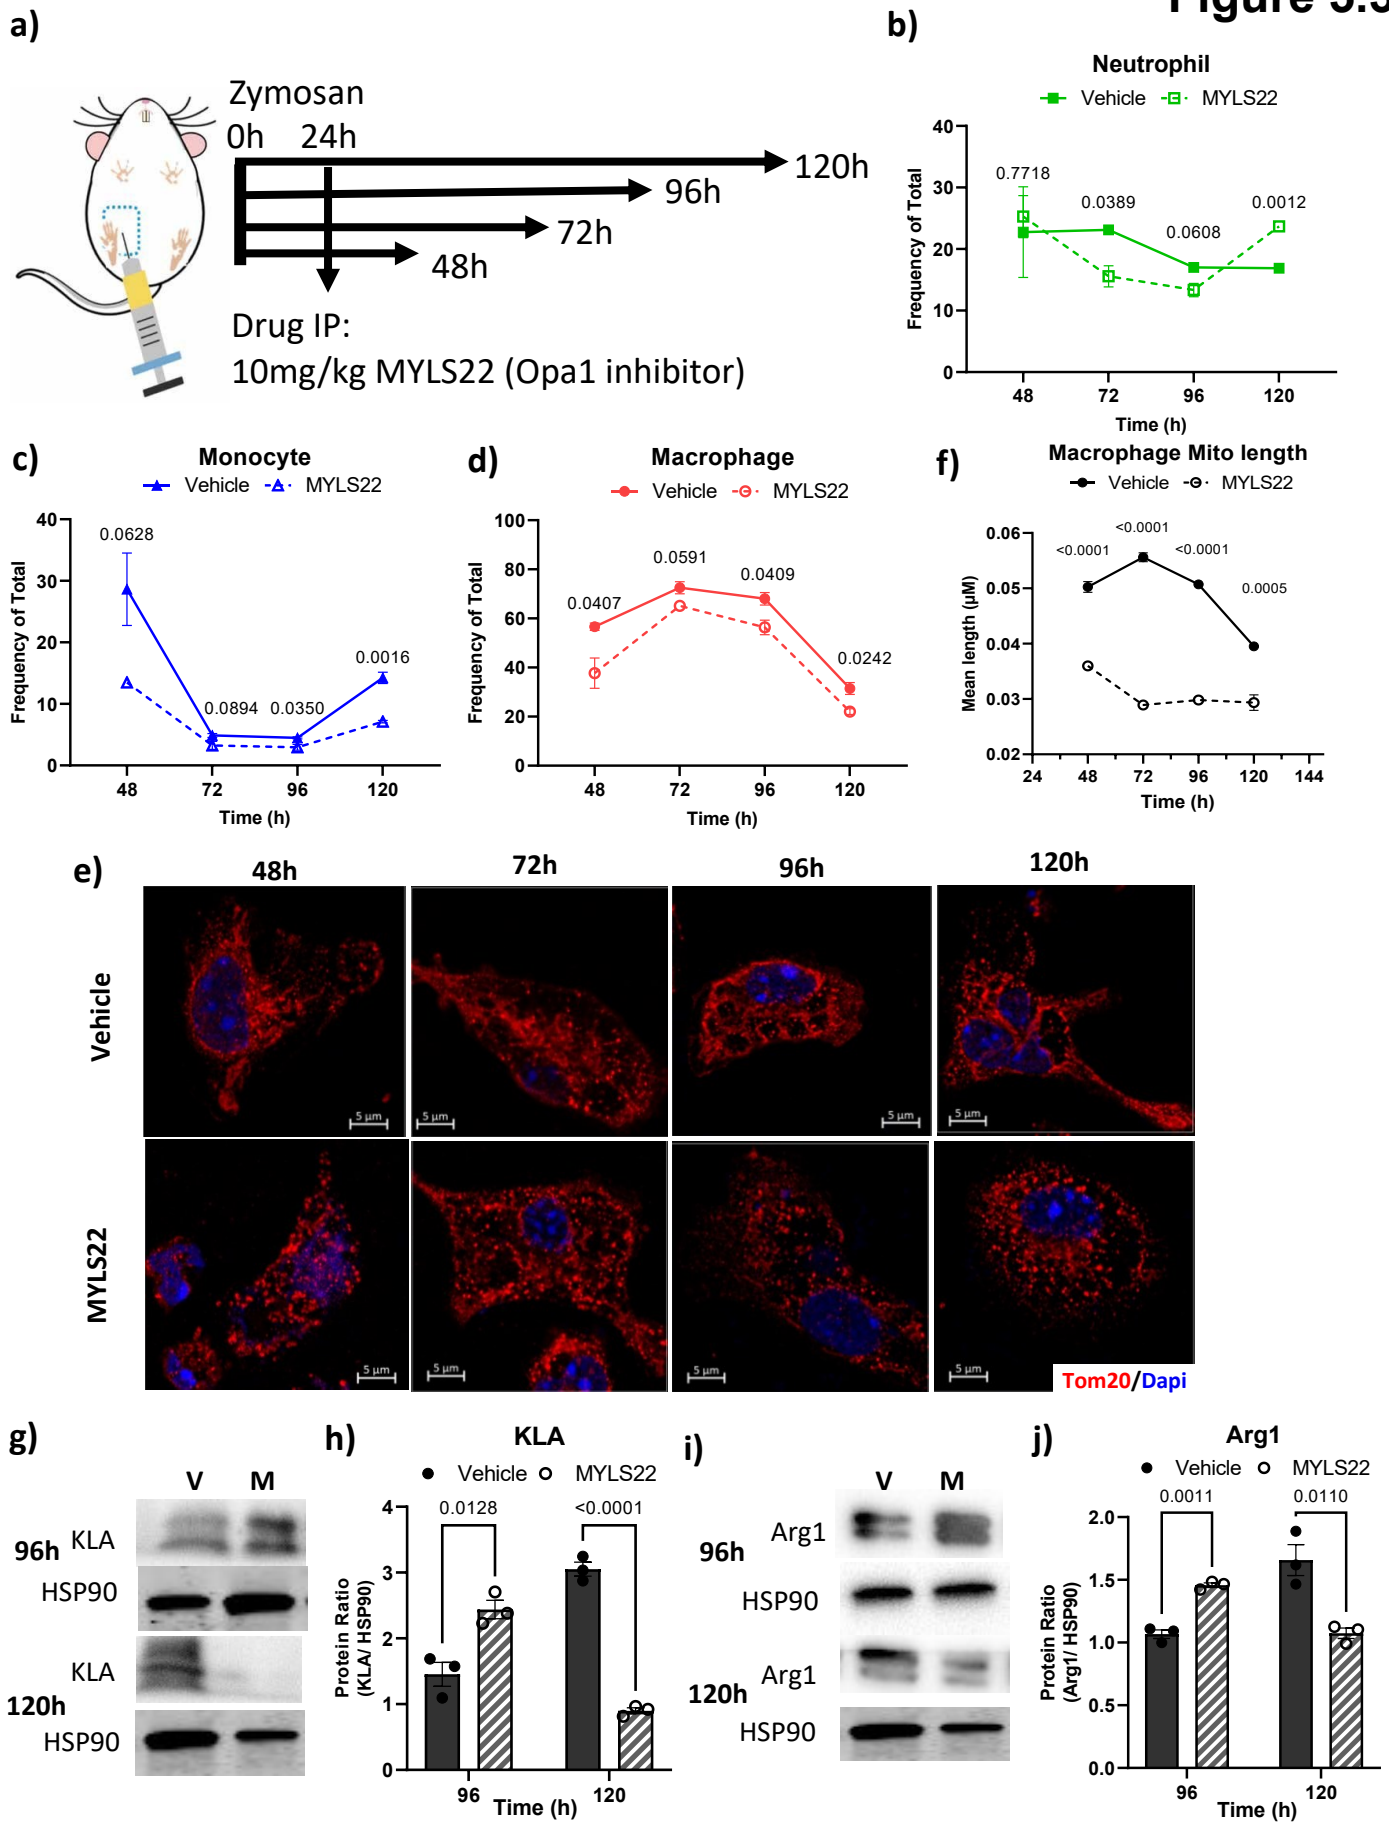 Figure 5.5
a)
Zymosan
0h 24h
120h
96h
72h
48h
Drug IP:
10mg/kg MYLS22 (Opa1 inhibitor)
b)
Neutrophil
Vehicle MYLS22
Frequency of Total
40
30
20
10
0
0.7718
0.0389
0.0608
0.0012
48 72 96 120
Time (h)
c)
Monocyte
Vehicle MYLS22
Frequency of Total
40
30
20
10
0
0.0628
0.0894
0.0350
0.0016
48 72 96 120
Time (h)
d)
Macrophage
Vehicle MYLS22
Frequency of Total
100
80
60
40
20
0
0.0407
0.0591
0.0409
0.0242
48 72 96 120
Time (h)
f)
Macrophage Mito length
Vehicle MYLS22
Mean length (µM)
0.06
0.05
0.04
0.03
0.02
<0.0001
<0.0001
<0.0001
0.0005
24 48 72 96 120 144
Time (h)
e)
48h 72h 96h 120h
Vehicle
5 µm
5 µm
5 µm
5 µm
MYLS22
5 µm
5 µm
5 µm
5 µm
Tom20/Dapi
g)
V M
96h
KLA
HSP90
120h
KLA
HSP90
h)
KLA
Vehicle MYLS22
Protein Ratio
(KLA/ HSP90)
4
3
2
1
0
0.0128
<0.0001
96 120
Time (h)
i)
V M
96h
Arg1
HSP90
120h
Arg1
HSP90
j)
Arg1
Vehicle MYLS22
Protein Ratio
(Arg1/ HSP90)
2.0
1.5
1.0
0.5
0.0
0.0011
0.0110
96 120
Time (h)